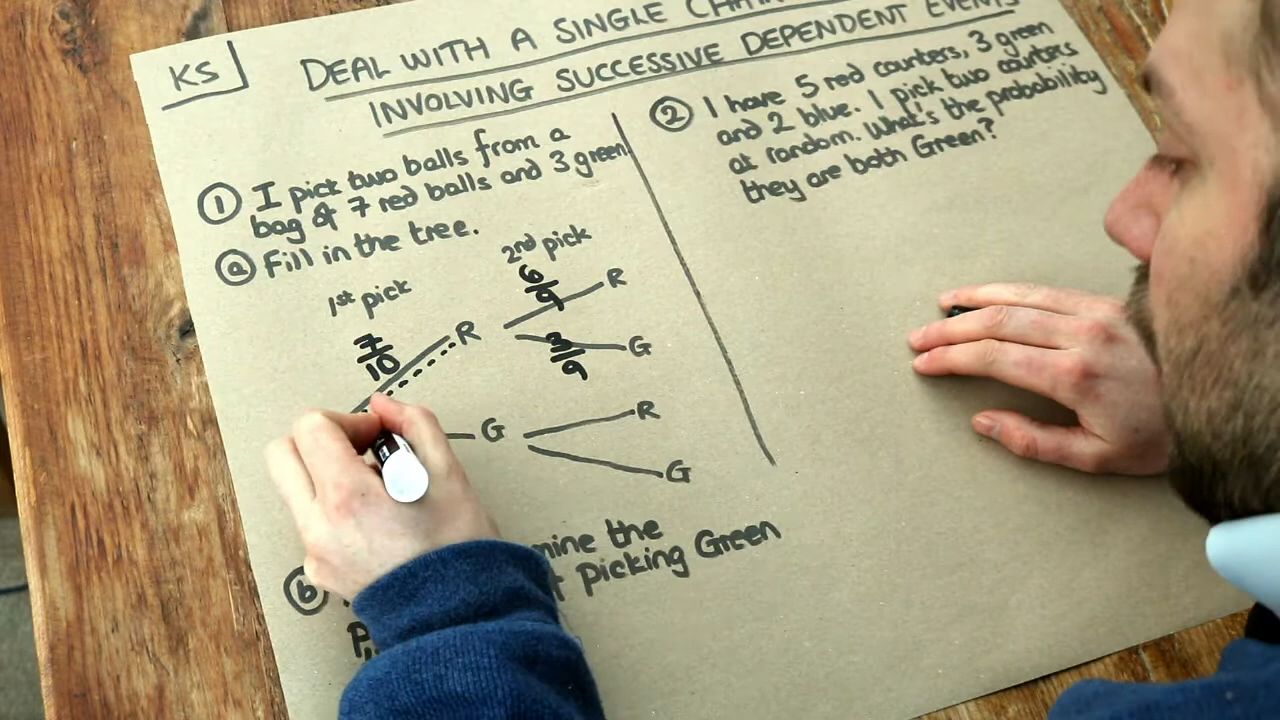 KS
DEAL WITH A SINGLE
INVOLVING SUCCESSIVE DEPENDENT EVENTS
① I pick two balls from a
bag of 7 red balls and 3 green
ⓐ Fill in the tree.
1st pick
2nd pick
7/10
R
6/9
R
3/9
G
G
R
G
ⓑ
the
picking Green
② I have 5 red counters, 3 green
and 2 blue. I pick two counters
at random. What's the probability
they are both Green?